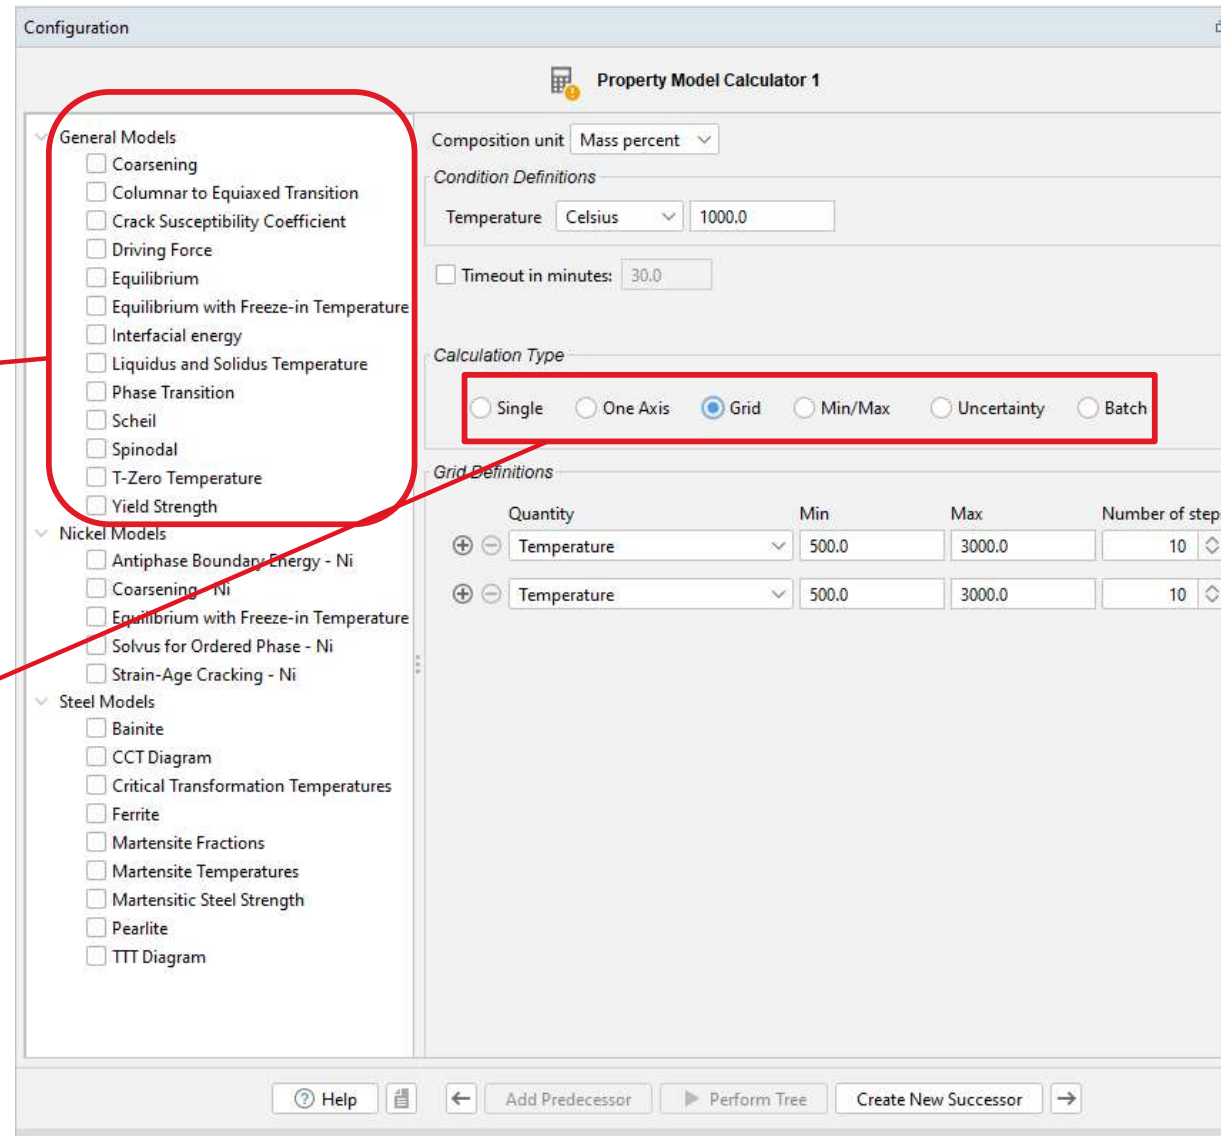 Configuration
Property Model Calculator 1
General Models
Coarsening
Columnar to Equiaxed Transition
Crack Susceptibility Coefficient
Driving Force
Equilibrium
Equilibrium with Freeze-in Temperature
Interfacial energy
Liquidus and Solidus Temperature
Phase Transition
Scheil
Spinodal
T-Zero Temperature
Yield Strength
Nickel Models
Antiphase Boundary Energy - Ni
Coarsening - Ni
Equilibrium with Freeze-in Temperature
Solvus for Ordered Phase - Ni
Strain-Age Cracking - Ni
Steel Models
Bainite
CCT Diagram
Critical Transformation Temperatures
Ferrite
Martensite Fractions
Martensite Temperatures
Martensitic Steel Strength
Pearlite
TTT Diagram
Composition unit Mass percent
Condition Definitions
Temperature Celsius 1000.0
Timeout in minutes: 30.0
Calculation Type
Single One Axis Grid Min/Max Uncertainty Batch
Grid Definitions
Quantity Min Max Number of step
Temperature 500.0 3000.0 10
Temperature 500.0 3000.0 10
Help Add Predecessor Perform Tree Create New Successor